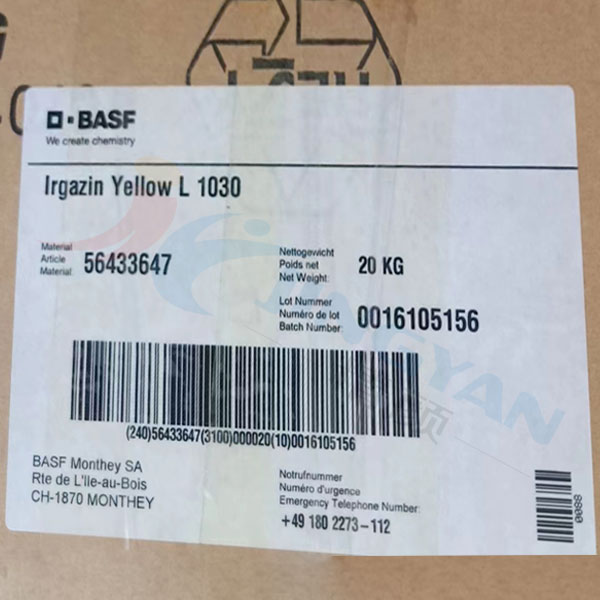 BASF
We create chemistry
Irgazin Yellow L 1030
Material
Article
Material:
56433647
Nettogewicht
Poids net
Net Weight:
20 KG
Lot Nummer
Numéro de lot
Batch Number:
0016105156
JINGYAN
(240)56433647(3100)000020(10)0016105156
BASF Monthey SA
Rte de L'Ile-au-Bois
CH-1870 MONTHEY
Notrufnummer
Numéro d'urgence
Emergency Telephone Number:
+49 180 2273-112
0088